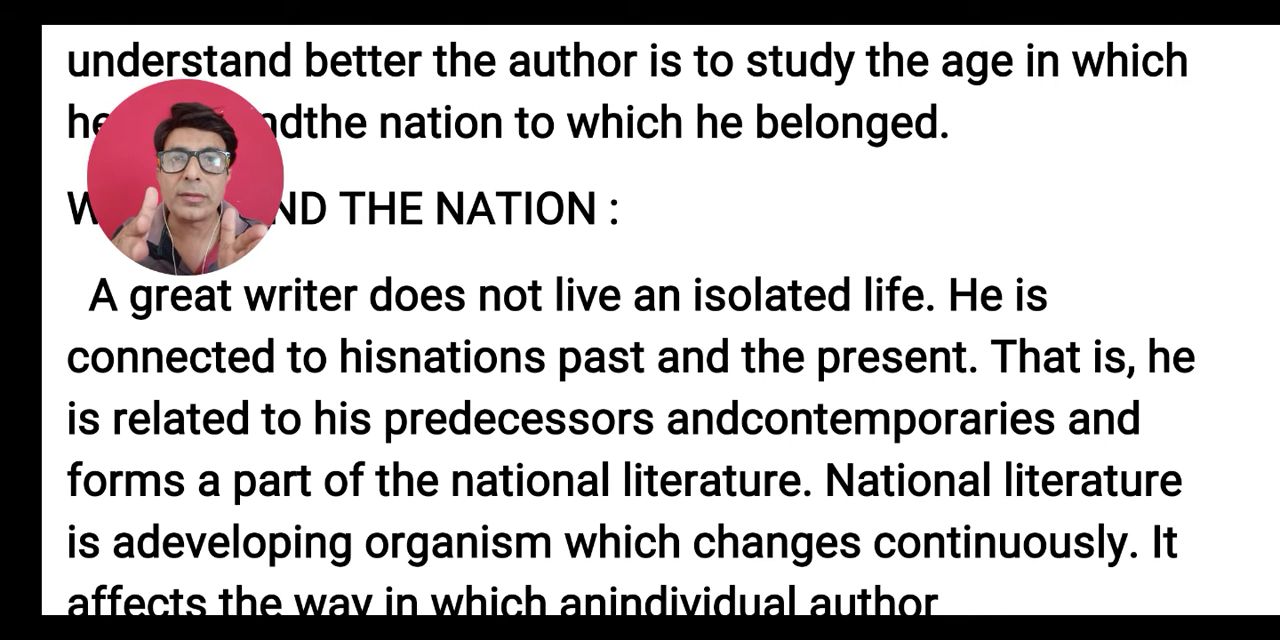 understand better the author is to study the age in which
the nation to which he belonged.
THE NATION :
A great writer does not live an isolated life. He is
connected to hisnations past and the present. That is, he
is related to his predecessors andcontemporaries and
forms a part of the national literature. National literature
is adeveloping organism which changes continuously. It
affects the way in which anindividual author